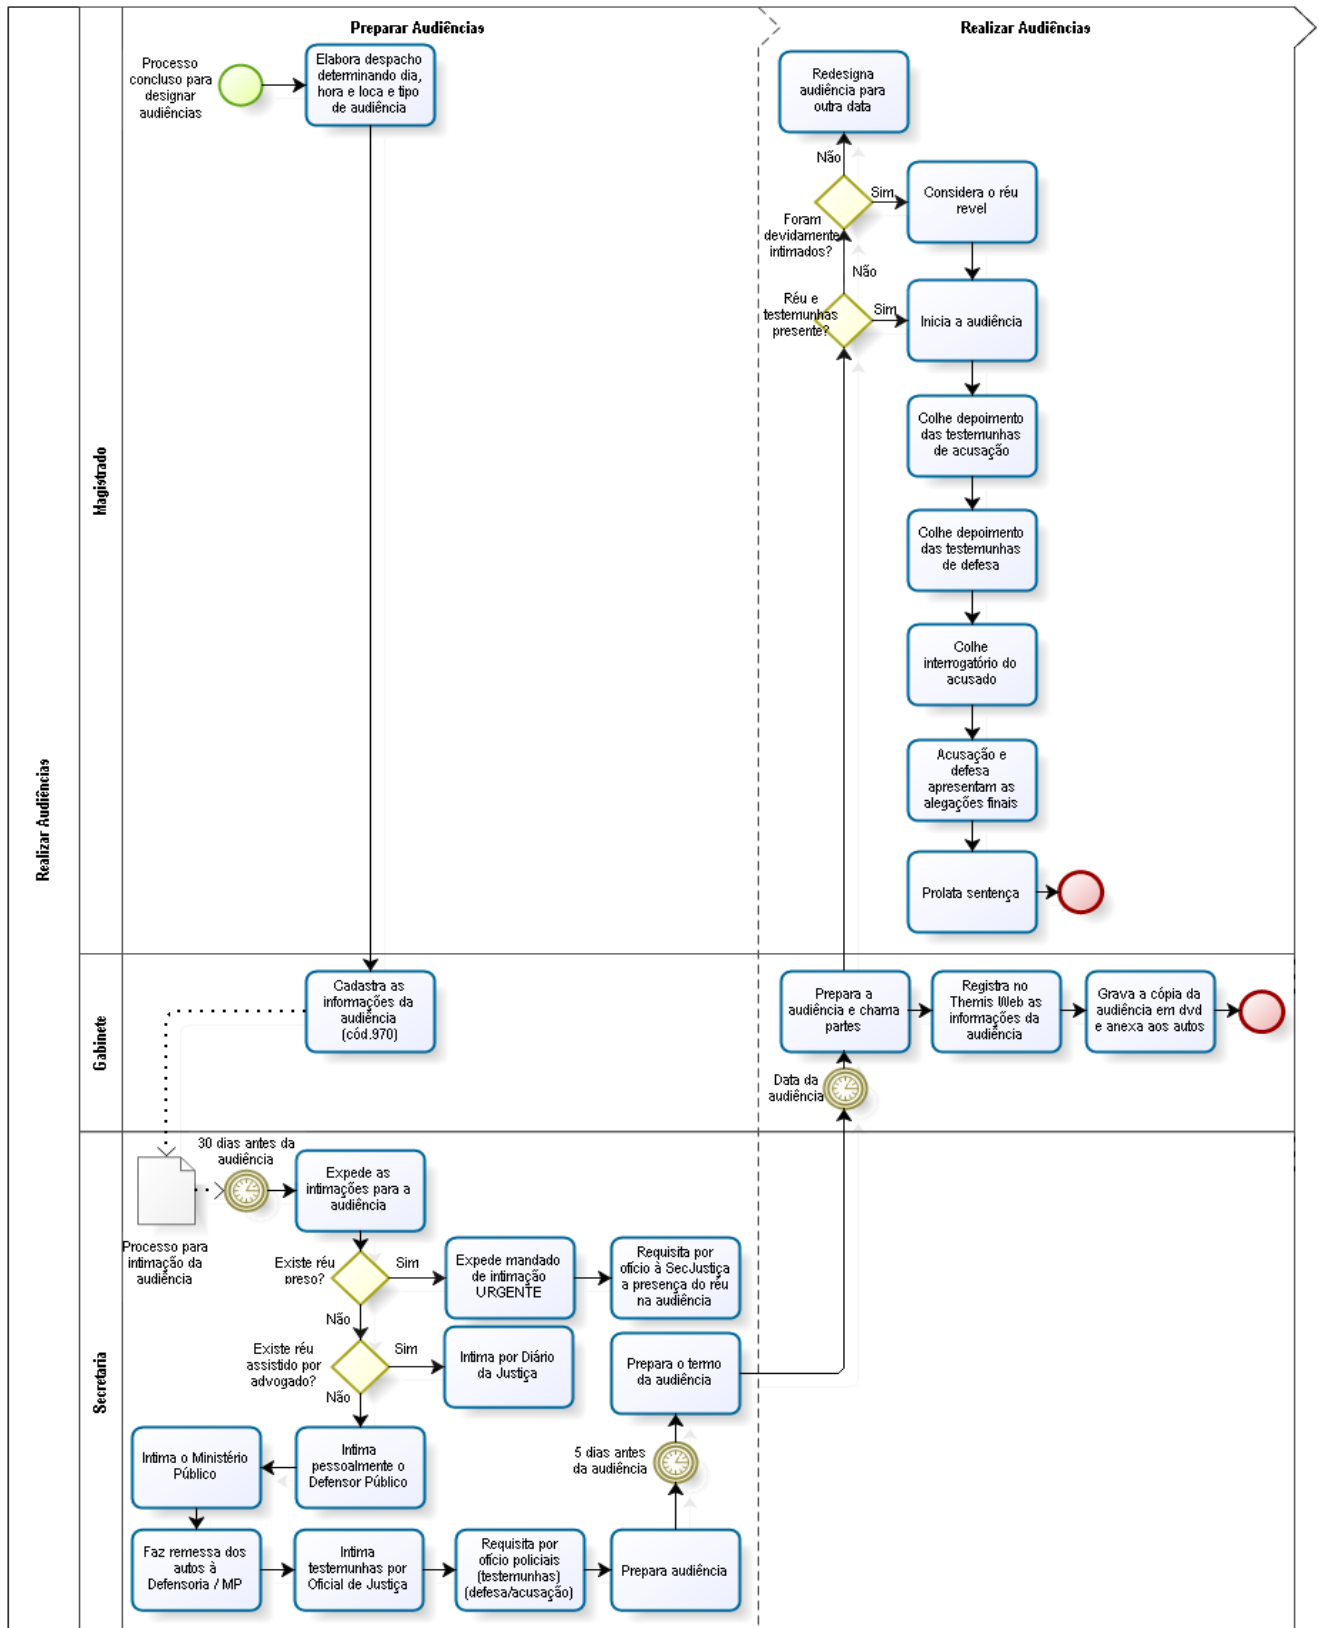 Preparar Audiências
Realizar Audiências
Realizar Audiências
Magistrado
Processo
concluso para
designar
audiências
Elabora despacho
determinando dia,
hora e loca e tipo
de audiência
Redesigna
audiência para
outra data
Não
Sim
Foram
devidamente
intimados?
Considera o réu
revel
Não
Réu e
testemunhas
presente?
Sim
Inicia a audiência
Colhe depoimento
das testemunhas
de acusação
Colhe depoimento
das testemunhas
de defesa
Colhe
interrogatório do
acusado
Acusação e
defesa
apresentam as
alegações finais
Prolata sentença
Gabinete
Cadastra as
informações da
audiência
(cód.970)
Prepara a
audiência e chama
partes
Registra no
Themis Web as
informações da
audiência
Grava a cópia da
audiência em dvd
e anexa aos autos
Data da
audiência
Secretaria
30 dias antes da
audiência
Processo para
intimação da
audiência
Expede as
intimações para a
audiência
Existe réu
preso?
Sim
Expede mandado
de intimação
URGENTE
Requisita por
ofício à SecJustiça
a presença do réu
na audiência
Não
Existe réu
assistido por
advogado?
Sim
Intima por Diário
da Justiça
Prepara o termo
da audiência
Não
Intima o Ministério
Público
Intima
pessoalmente o
Defensor Público
5 dias antes
da audiência
Faz remessa dos
autos à
Defensoria / MP
Intima
testemunhas por
Oficial de Justiça
Requisita por
ofício policiais
(testemunhas)
(defesa/acusação)
Prepara audiência